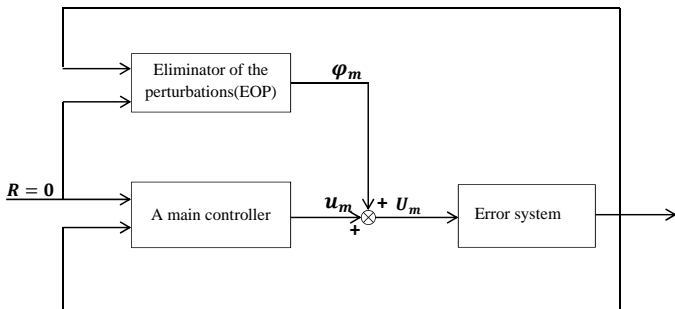 Eliminator of the
perturbations(EOP)
φm
R = 0
A main controller
um
+
+
Um
Error system